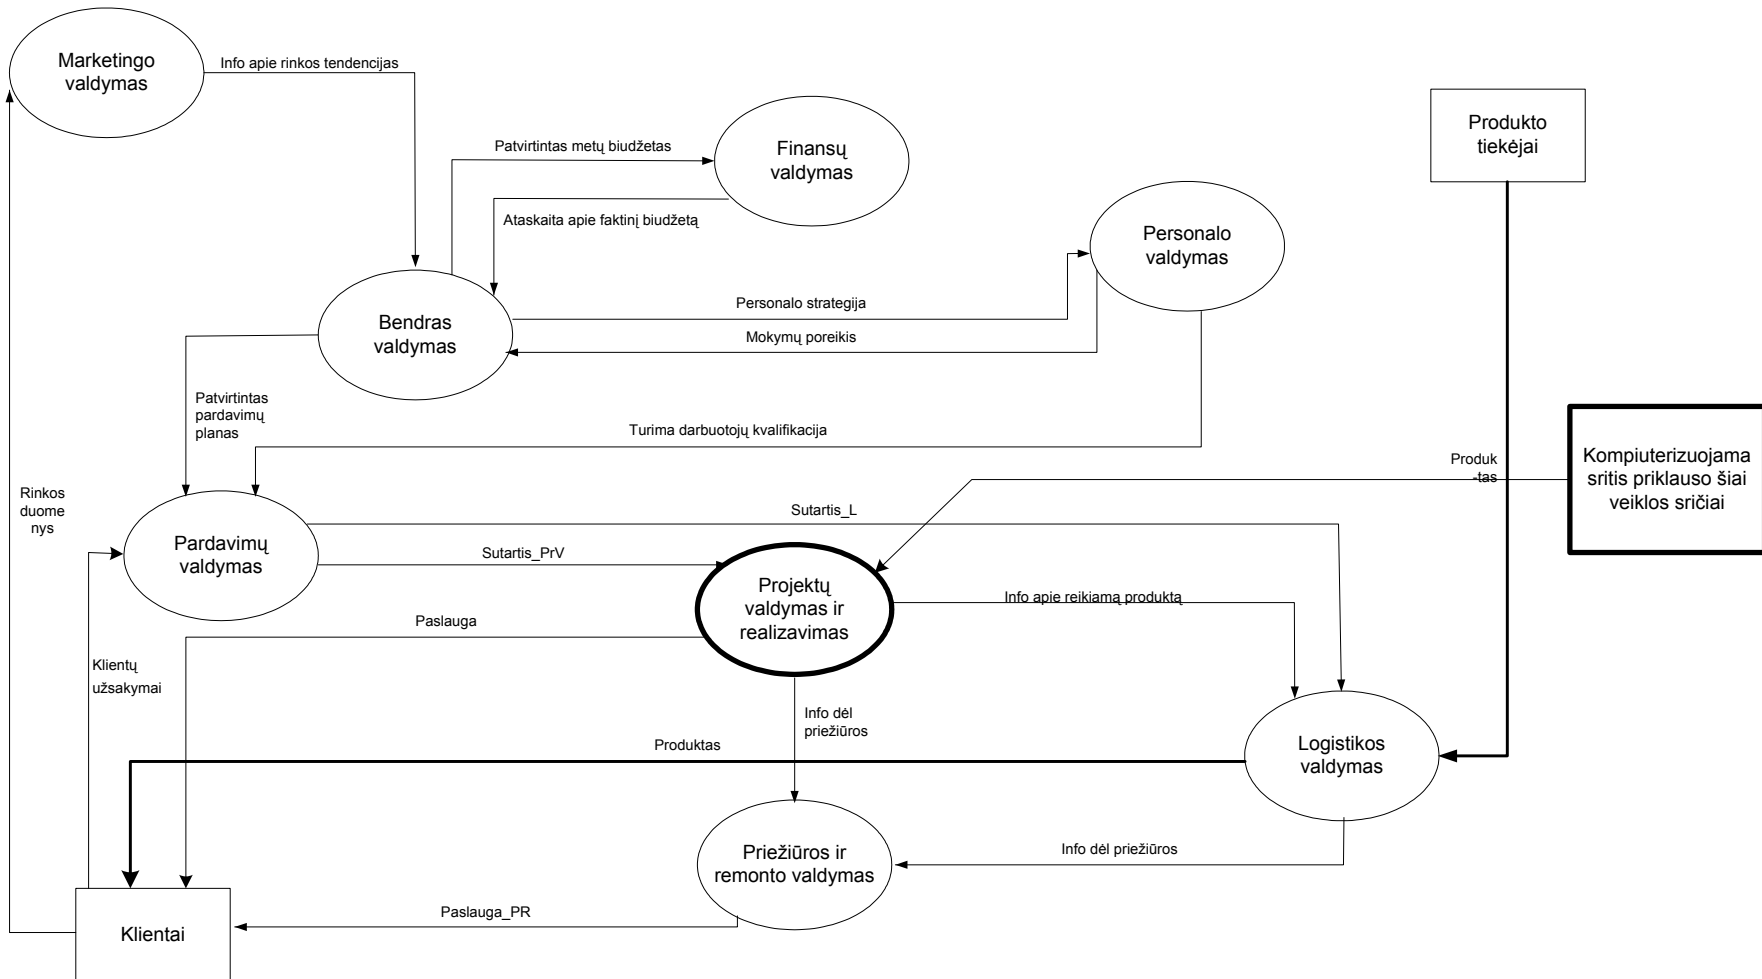 Marketingo
valdymas
Info apie rinkos tendencijas
Produkto
tiekėjai
Patvirtintas metų biudžetas
Finansų
valdymas
Ataskaita apie faktinį biudžetą
Personalo
valdymas
Personalo strategija
Bendras
valdymas
Mokymų poreikis
Patvirtintas
pardavimų
planas
Turima darbuotojų kvalifikacija
Produk
-tas
Kompiuterizuojama
sritis priklauso šiai
veiklos sričiai
Rinkos
duome
nys
Sutartis_L
Pardavimų
valdymas
Sutartis_PrV
Projektų
valdymas ir
realizavimas
Info apie reikiamą produktą
Paslauga
Klientų
užsakymai
Info dėl
priežiūros
Produktas
Logistikos
valdymas
Priežiūros ir
remonto valdymas
Info dėl priežiūros
Paslauga_PR
Klientai